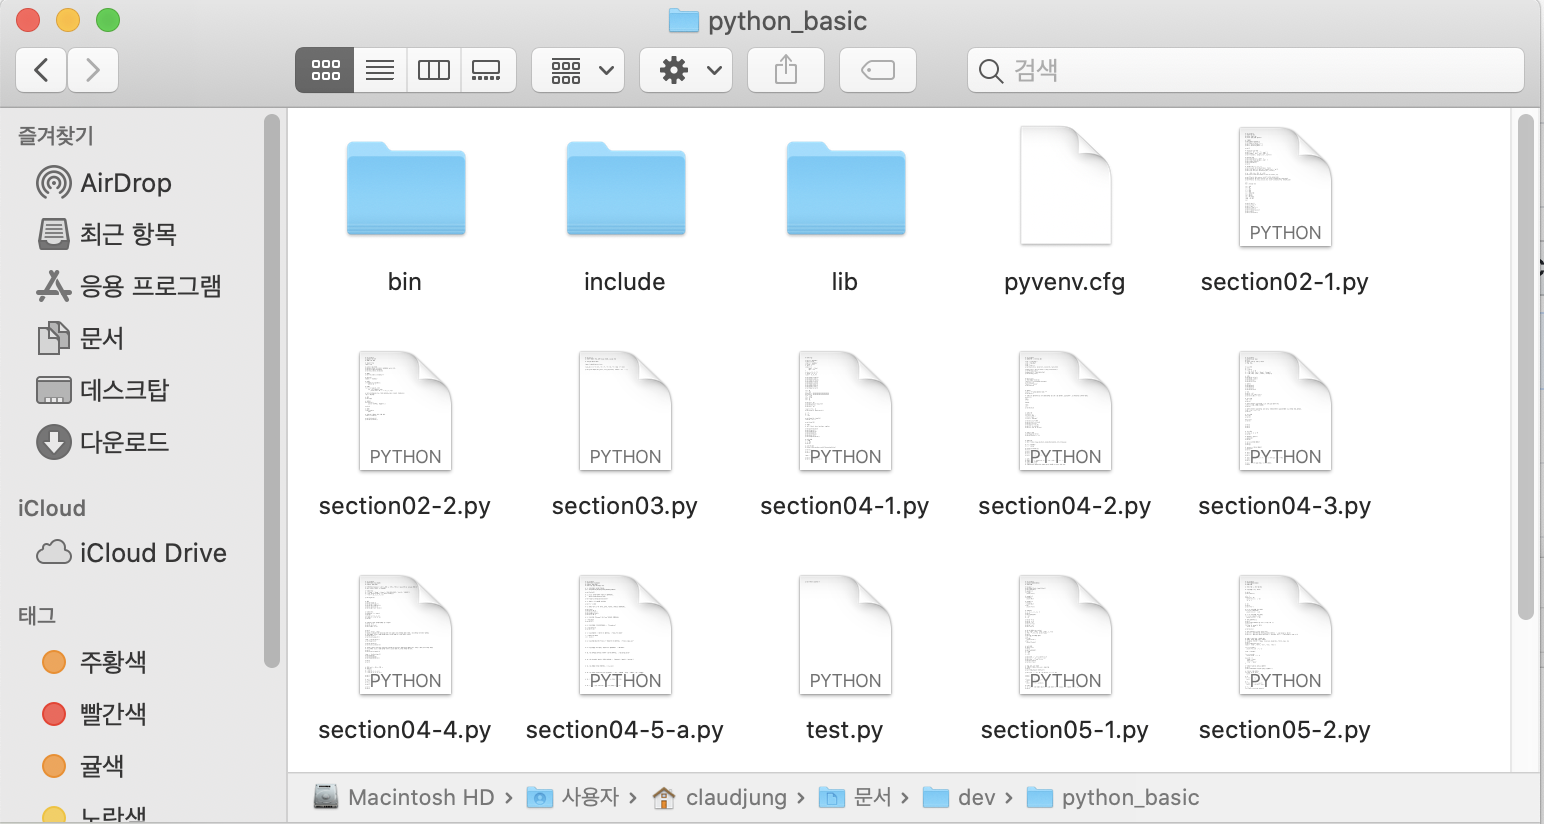 python_basic
검색
즐겨찾기
AirDrop
최근 항목
응용 프로그램
문서
데스크탑
다운로드
iCloud
iCloud Drive
태그
주황색
빨간색
귤색
노란색
bin
include
lib
pyvenv.cfg
PYTHON
section02-1.py
PYTHON
section02-2.py
PYTHON
section03.py
PYTHON
section04-1.py
PYTHON
section04-2.py
PYTHON
section04-3.py
PYTHON
section04-4.py
PYTHON
section04-5-a.py
PYTHON
test.py
PYTHON
section05-1.py
PYTHON
section05-2.py
Macintosh HD › 사용자 › claudjung › 문서 › dev › python_basic